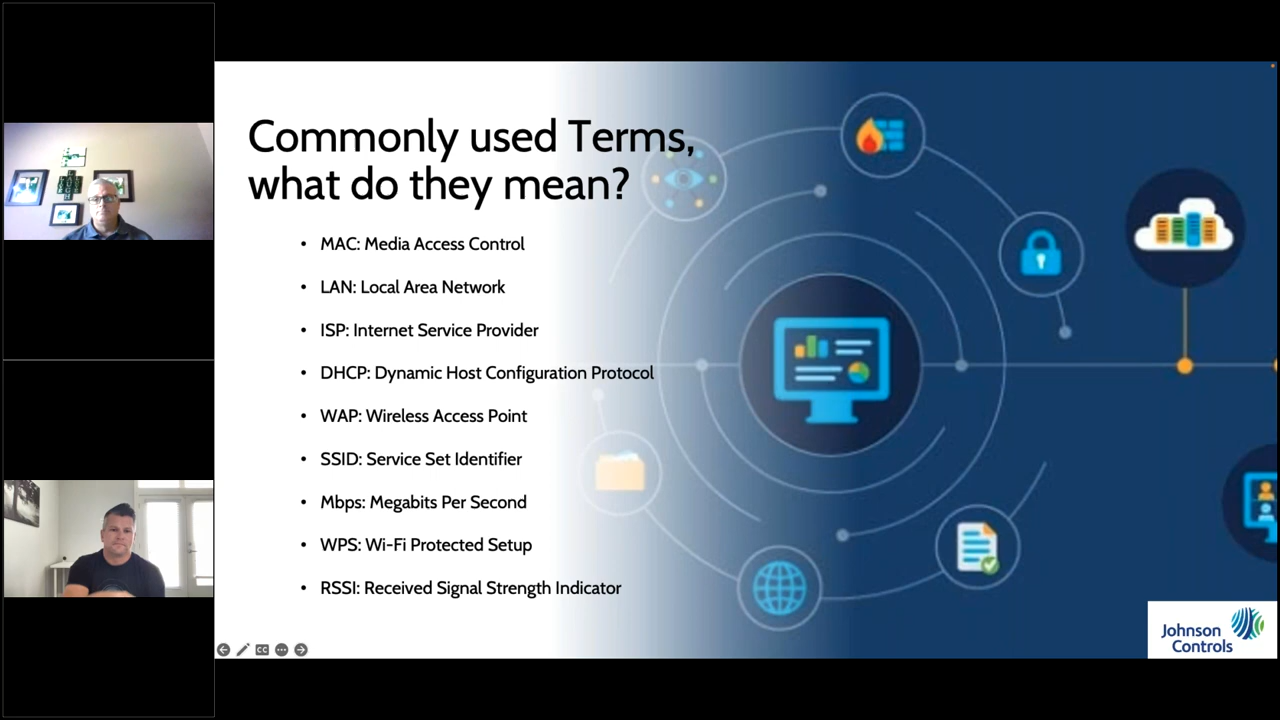 Commonly used Terms,
what do they mean?
• MAC: Media Access Control
• LAN: Local Area Network
• ISP: Internet Service Provider
• DHCP: Dynamic Host Configuration Protocol
• WAP: Wireless Access Point
• SSID: Service Set Identifier
• Mbps: Megabits Per Second
• WPS: Wi-Fi Protected Setup
• RSSI: Received Signal Strength Indicator
CC
Johnson
Controls